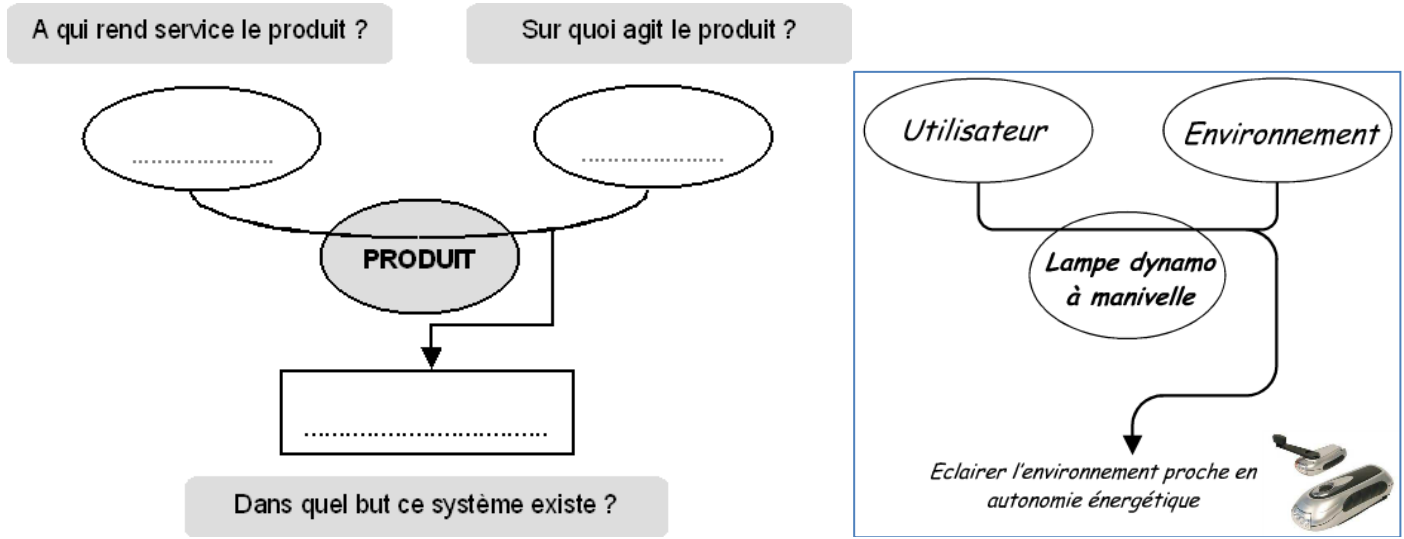 A qui rend service le produit ?
Sur quoi agit le produit ?
....................
....................
PRODUIT
................................
Dans quel but ce système existe ?
Utilisateur
Environnement
Lampe dynamo
à manivelle
Eclairer l'environnement proche en
autonomie énergétique